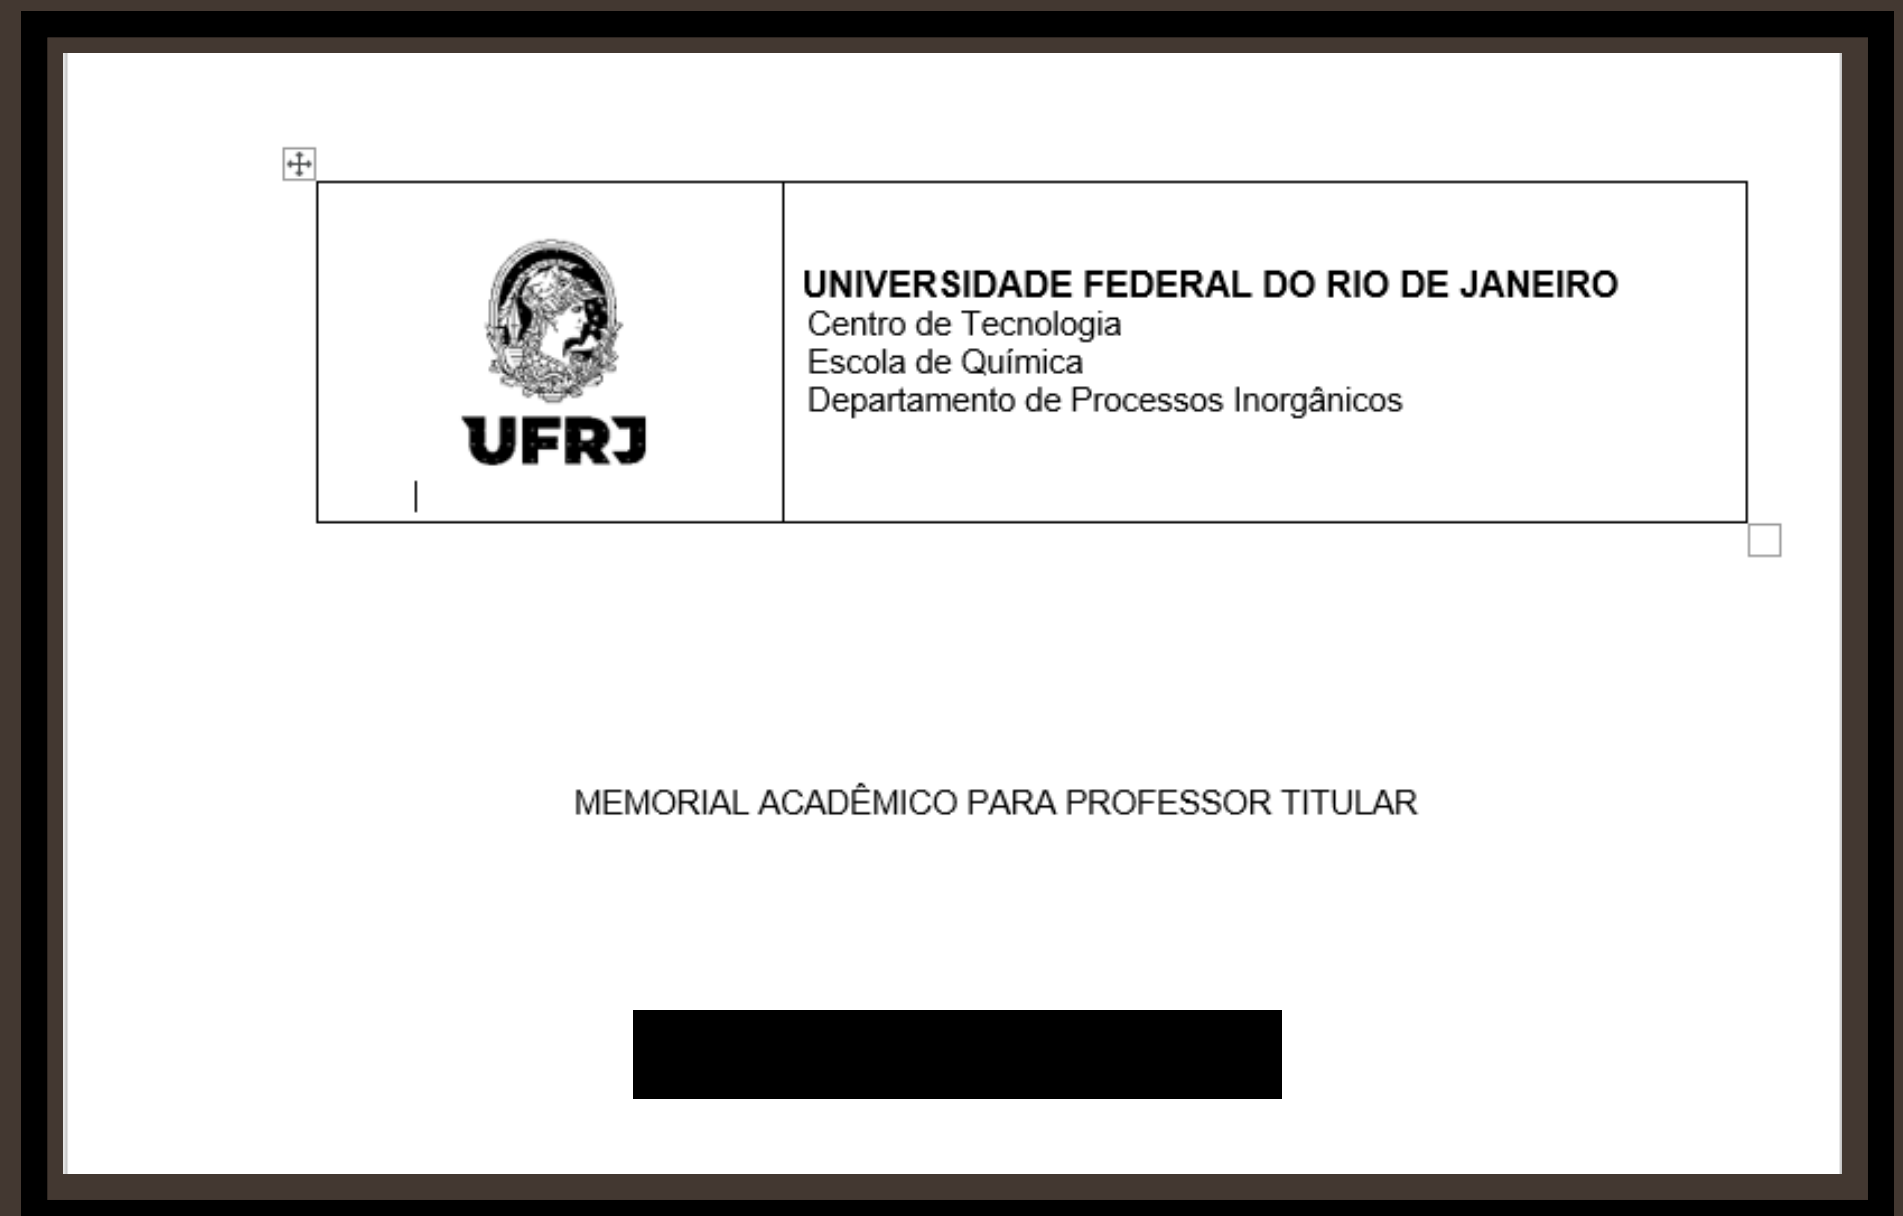 UFRJ
UNIVERSIDADE FEDERAL DO RIO DE JANEIRO
Centro de Tecnologia
Escola de Química
Departamento de Processos Inorgânicos
MEMORIAL ACADÊMICO PARA PROFESSOR TITULAR